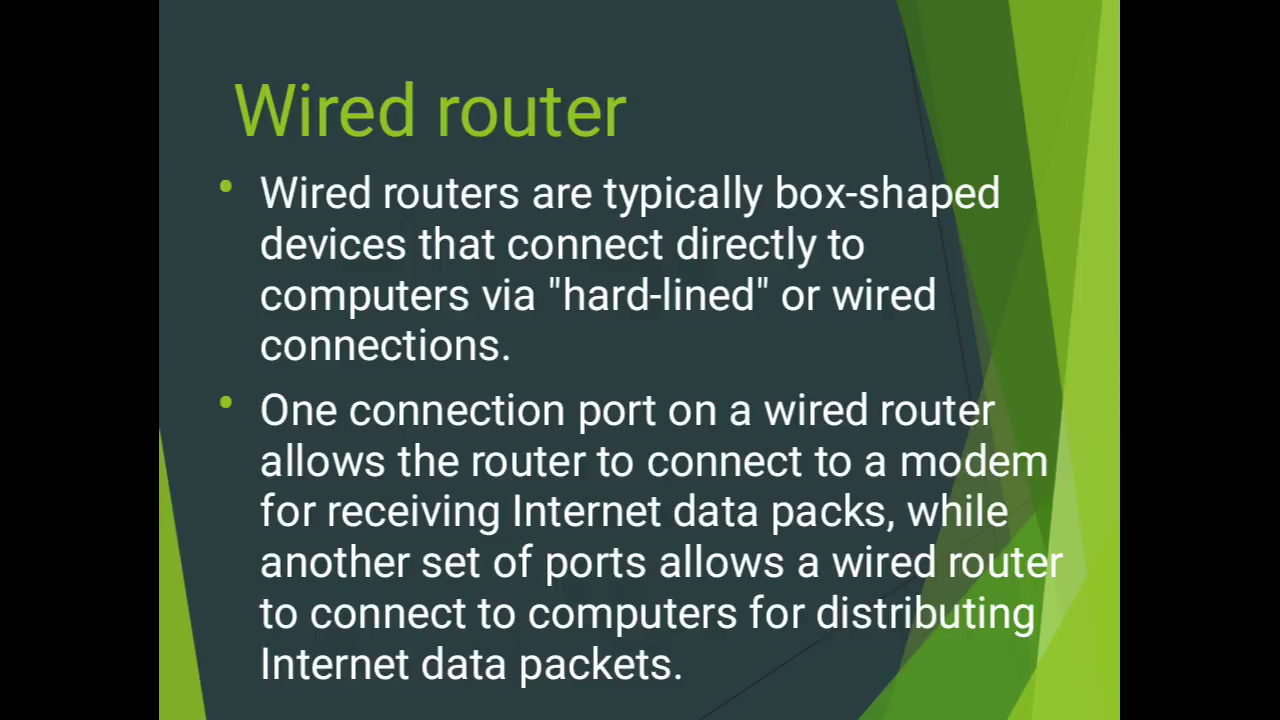 Wired router
• Wired routers are typically box-shaped
devices that connect directly to
computers via "hard-lined" or wired
connections.
• One connection port on a wired router
allows the router to connect to a modem
for receiving Internet data packs, while
another set of ports allows a wired router
to connect to computers for distributing
Internet data packets.